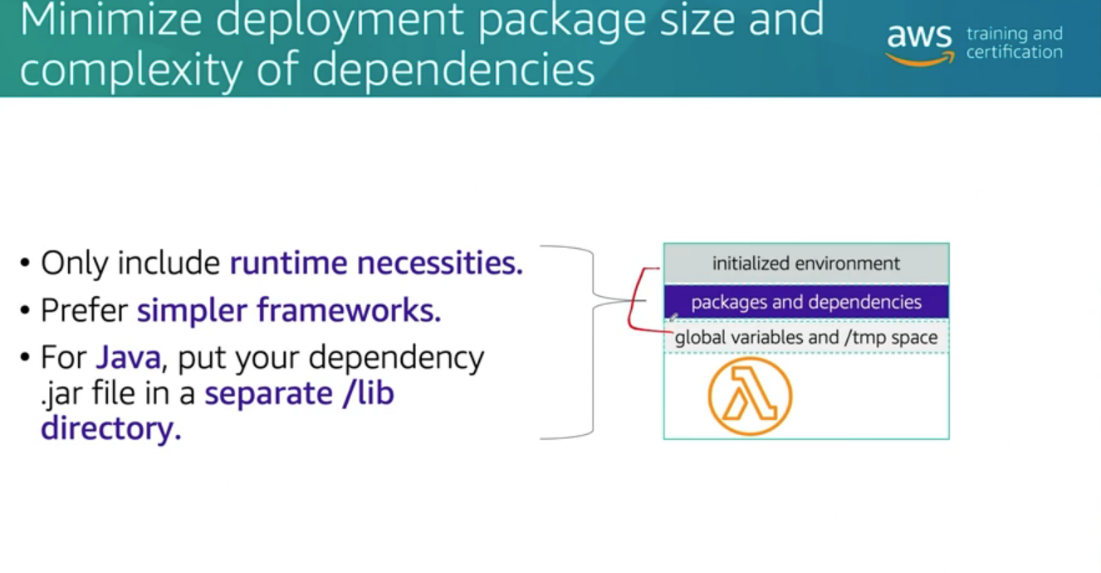 Minimize deployment package size and
complexity of dependencies
aws training and
certification
• Only include runtime necessities.
• Prefer simpler frameworks.
• For Java, put your dependency
.jar file in a separate /lib
directory.
initialized environment
packages and dependencies
global variables and /tmp space